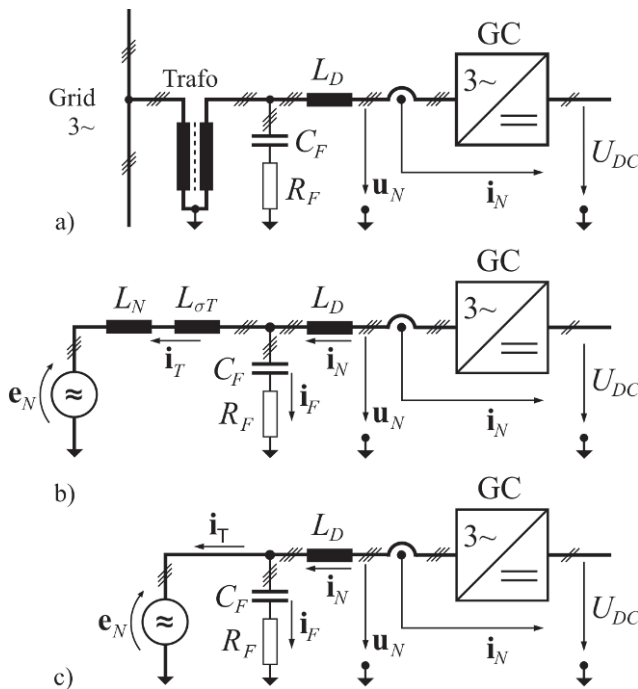 GC
Trafo
L_D
Grid
3~
3~
C_F
R_F
u_N
i_N
U_DC
a)
GC
L_N
L_σT
L_D
3~
i_T
C_F
i_N
e_N
≈
i_F
R_F
u_N
i_N
U_DC
b)
GC
i_T
L_D
3~
C_F
i_N
e_N
≈
i_F
R_F
u_N
i_N
U_DC
c)